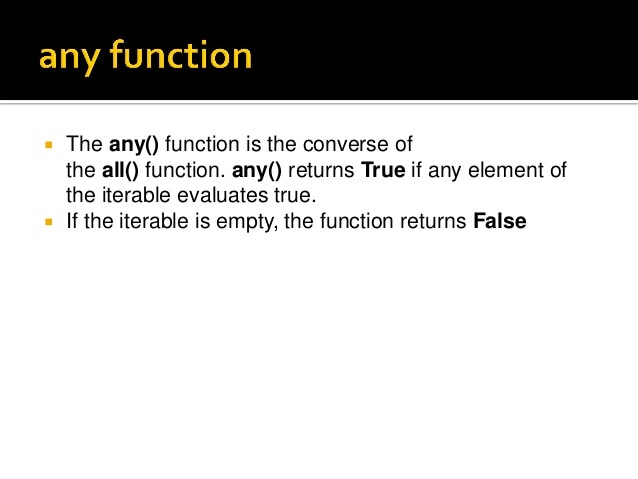 any function
The any() function is the converse of
the all() function. any() returns True if any element of
the iterable evaluates true.
If the iterable is empty, the function returns False